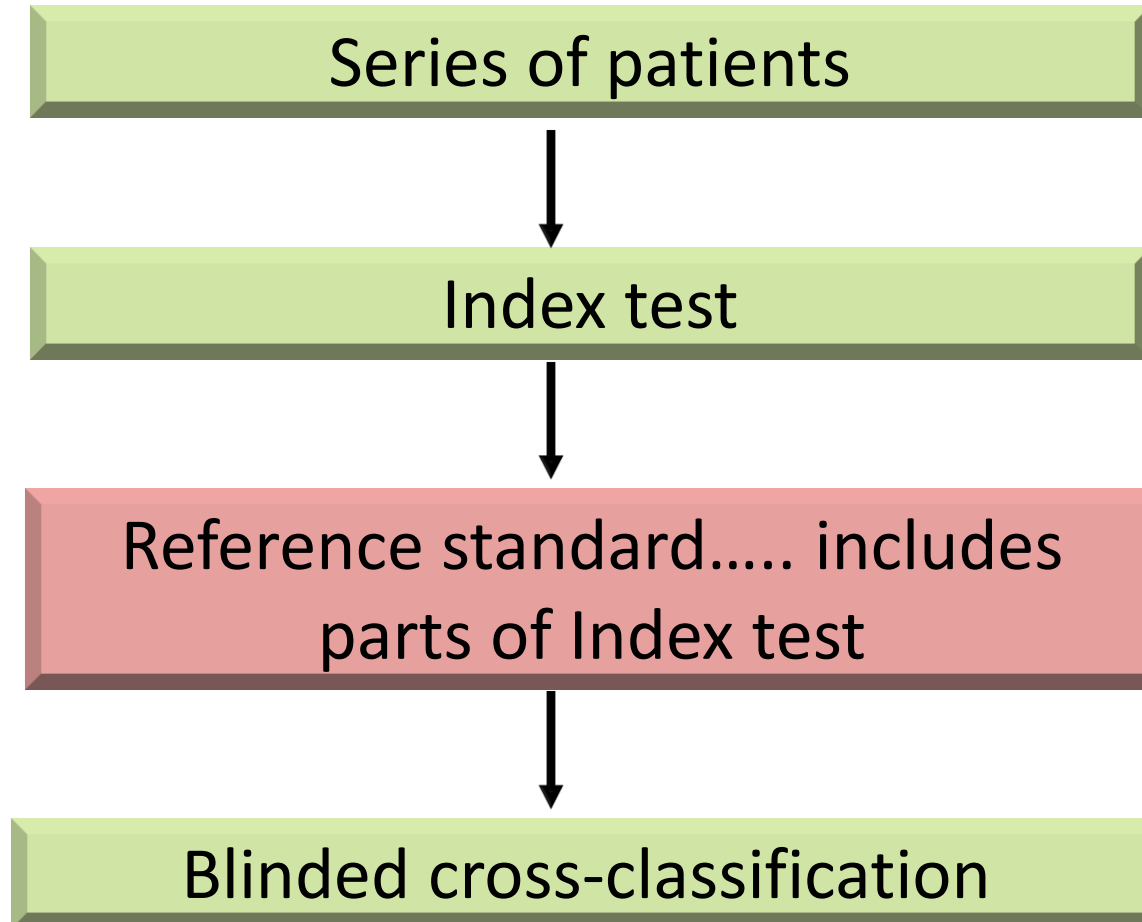 Series of patients
Index test
Reference standard..... includes
parts of Index test
Blinded cross-classification